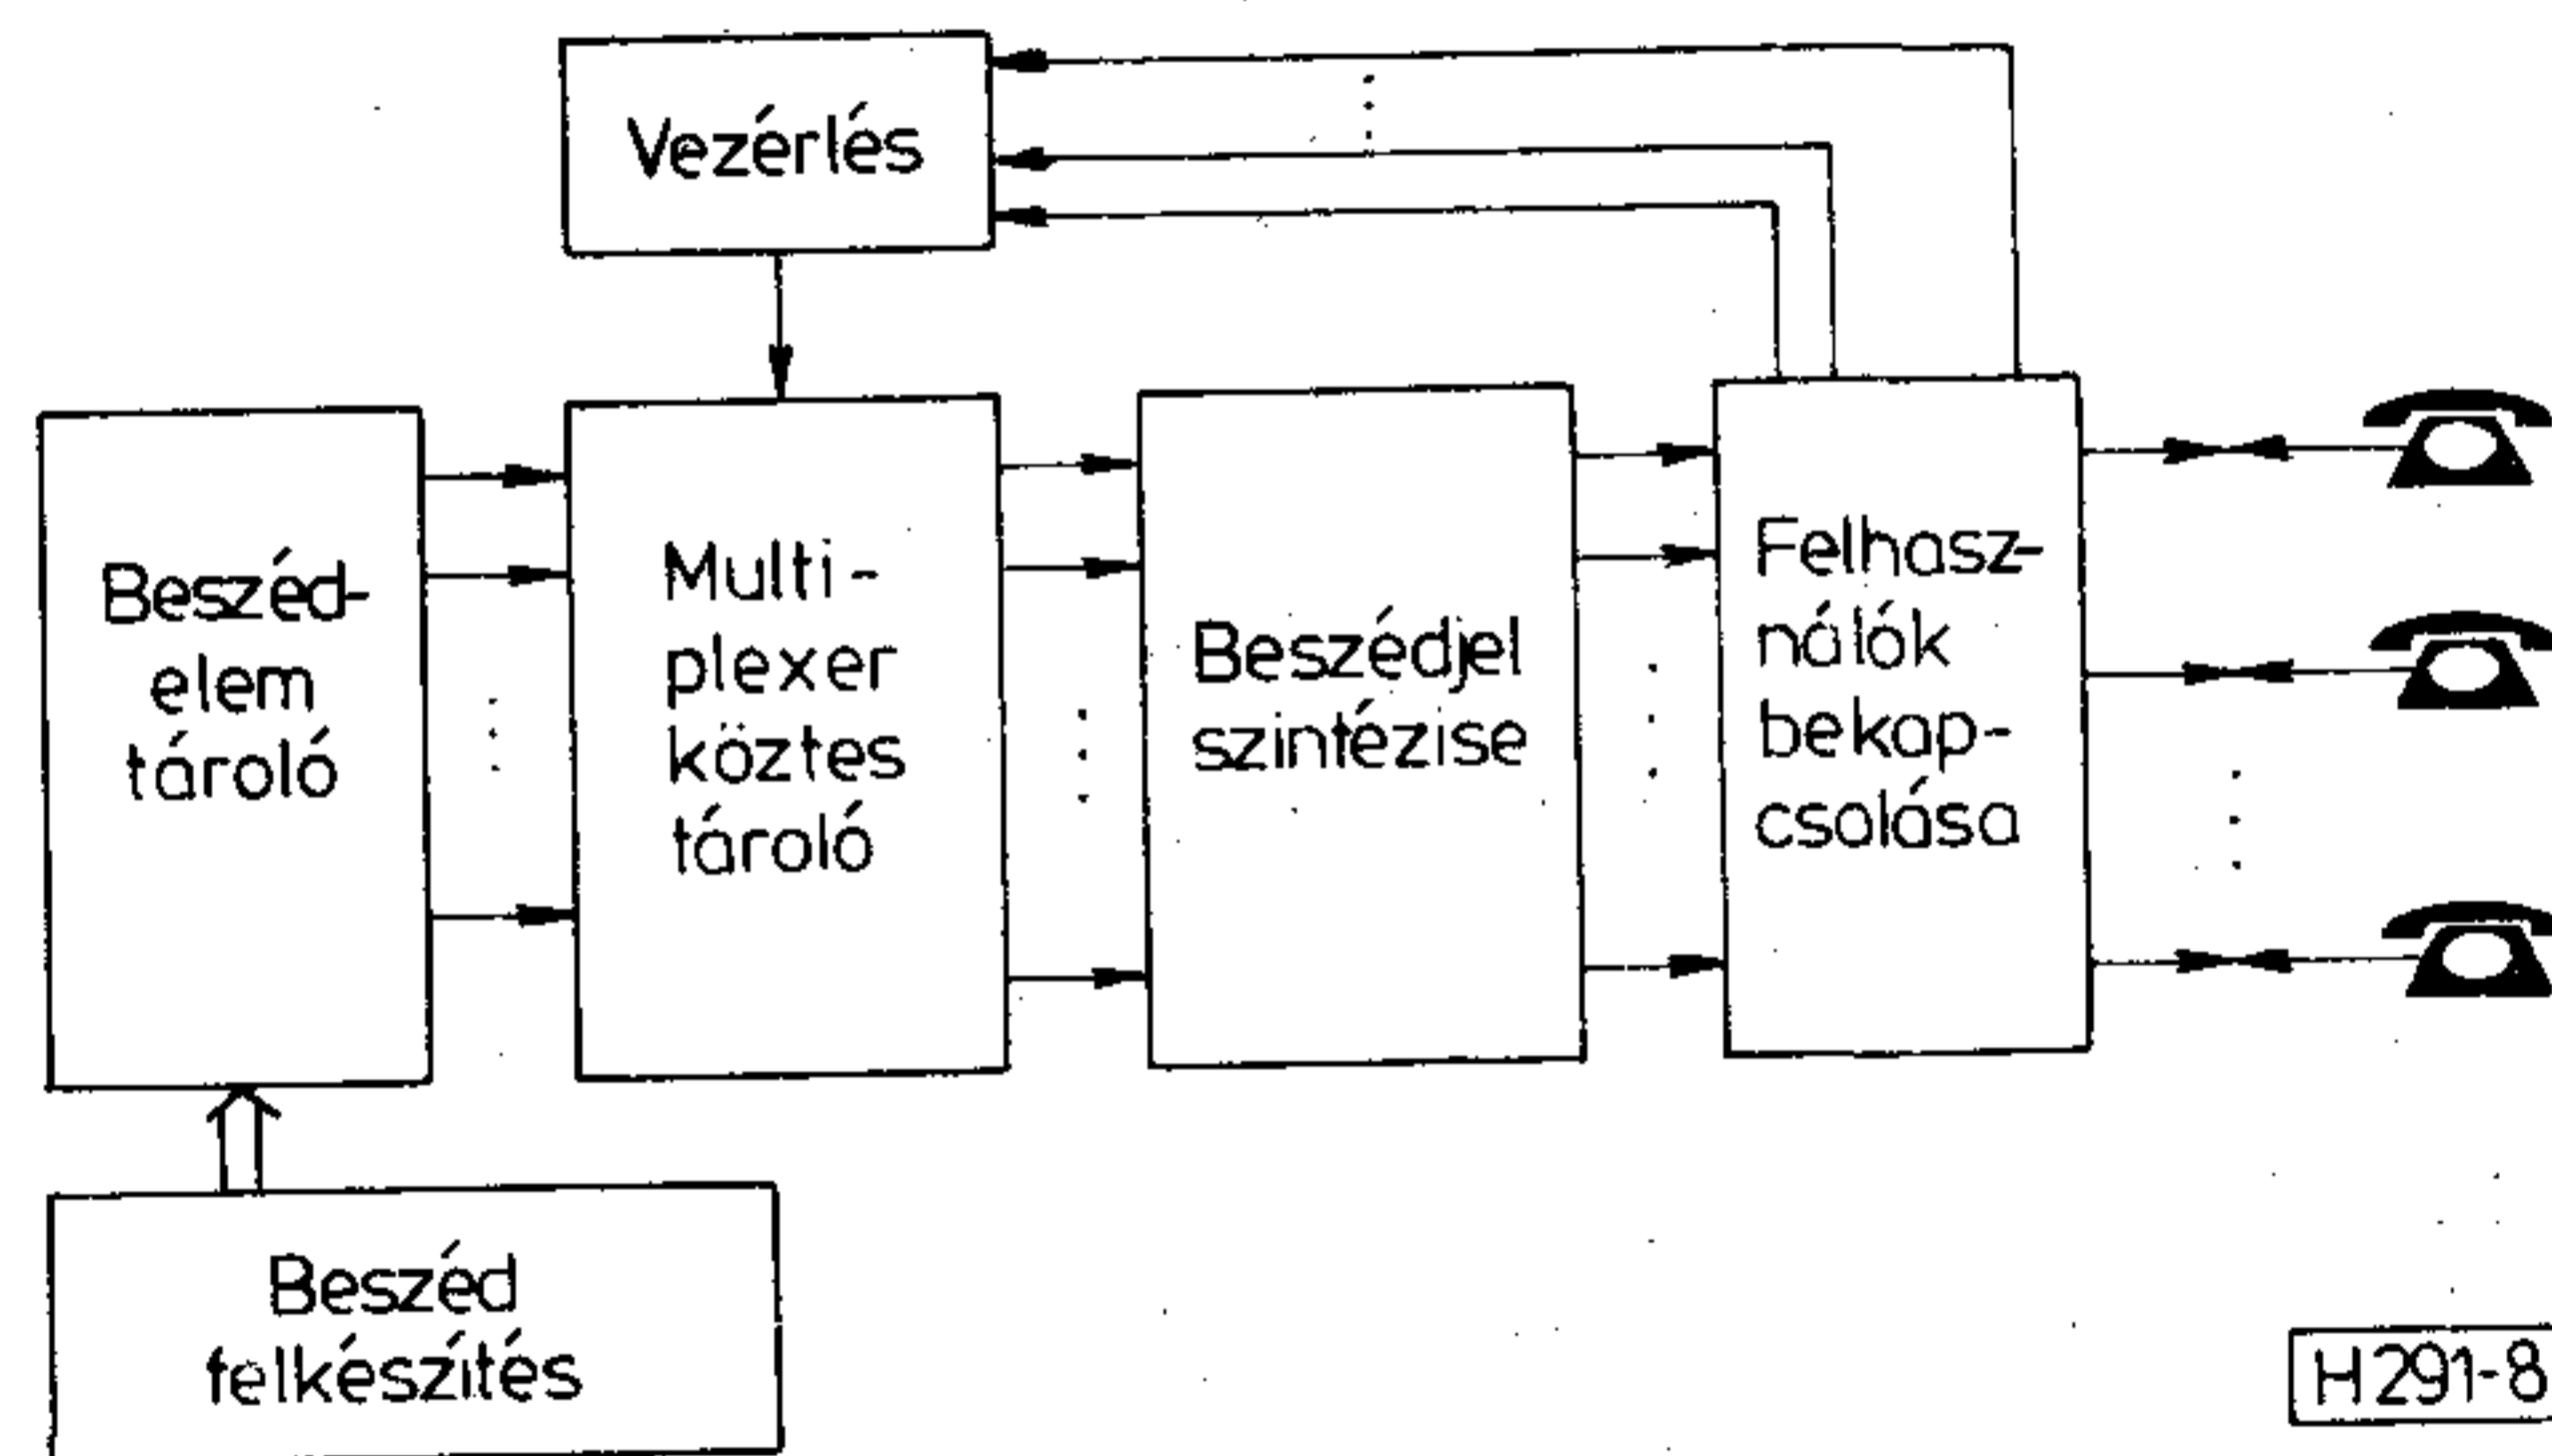 Vezérlés
Beszéd-
elem
tároló
Multi-
plexer
köztes
tároló
Beszédjel
szintézise
Felhasz-
nálók
bekap-
csolása
Beszéd
felkészítés
H291-8